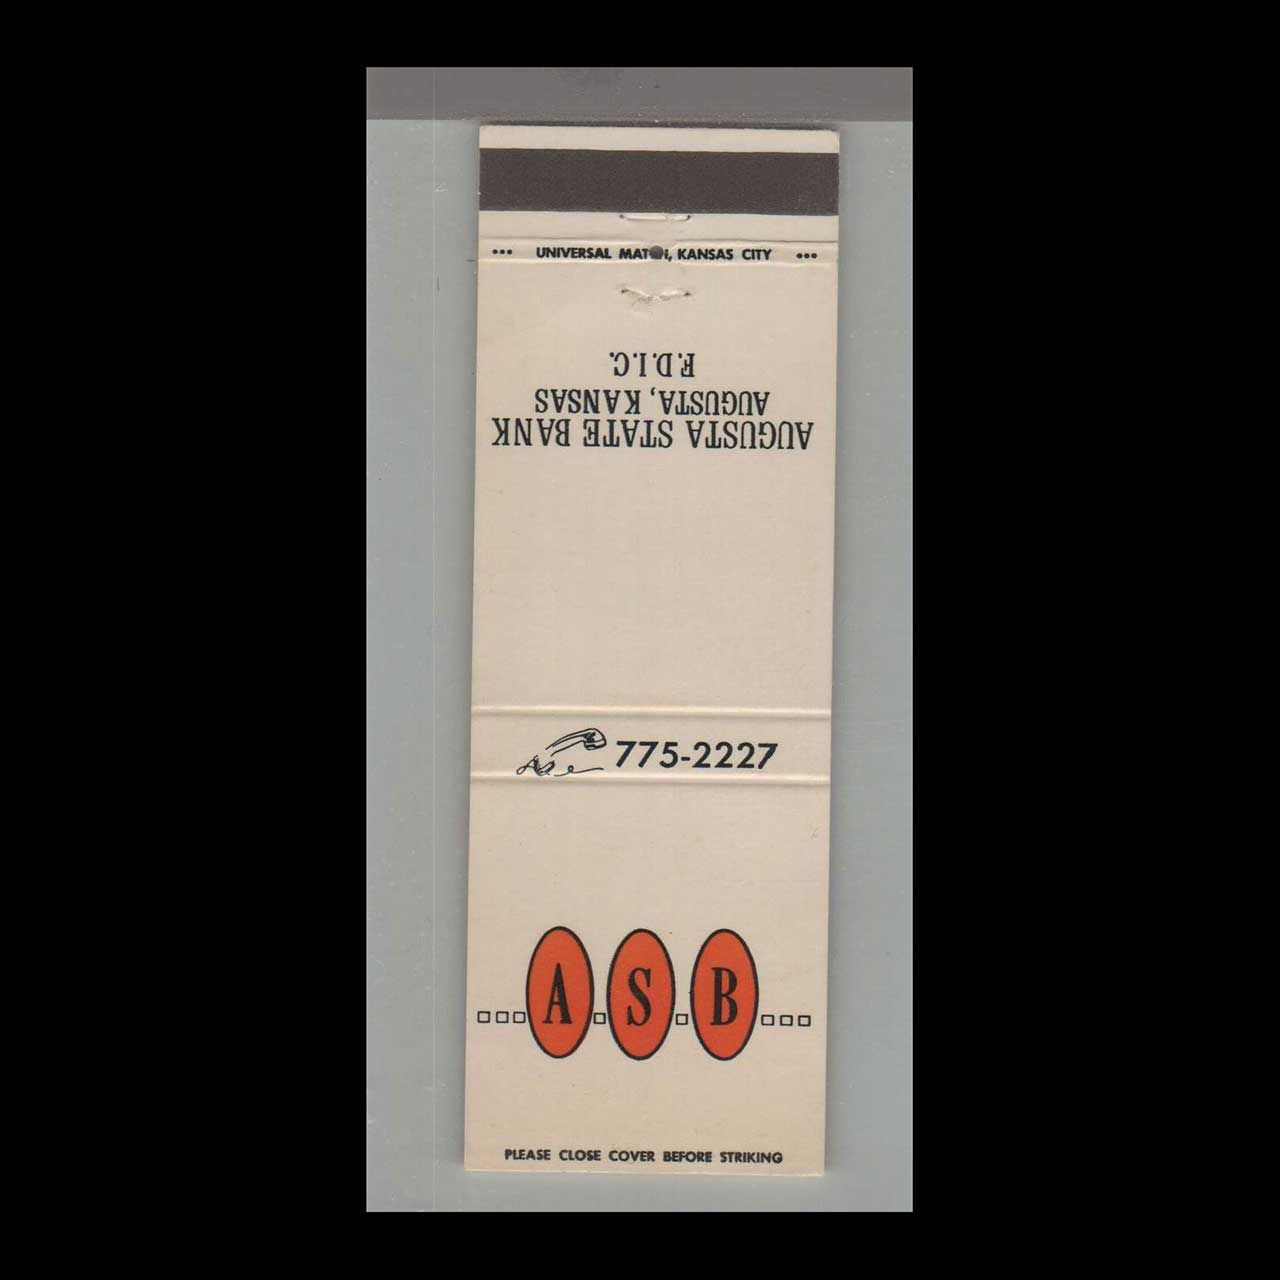 ••• UNIVERSAL MATCH, KANSAS CITY •••
AUGUSTA STATE BANK
AUGUSTA, KANSAS
F.D.I.C.
775-2227
A S B
PLEASE CLOSE COVER BEFORE STRIKING